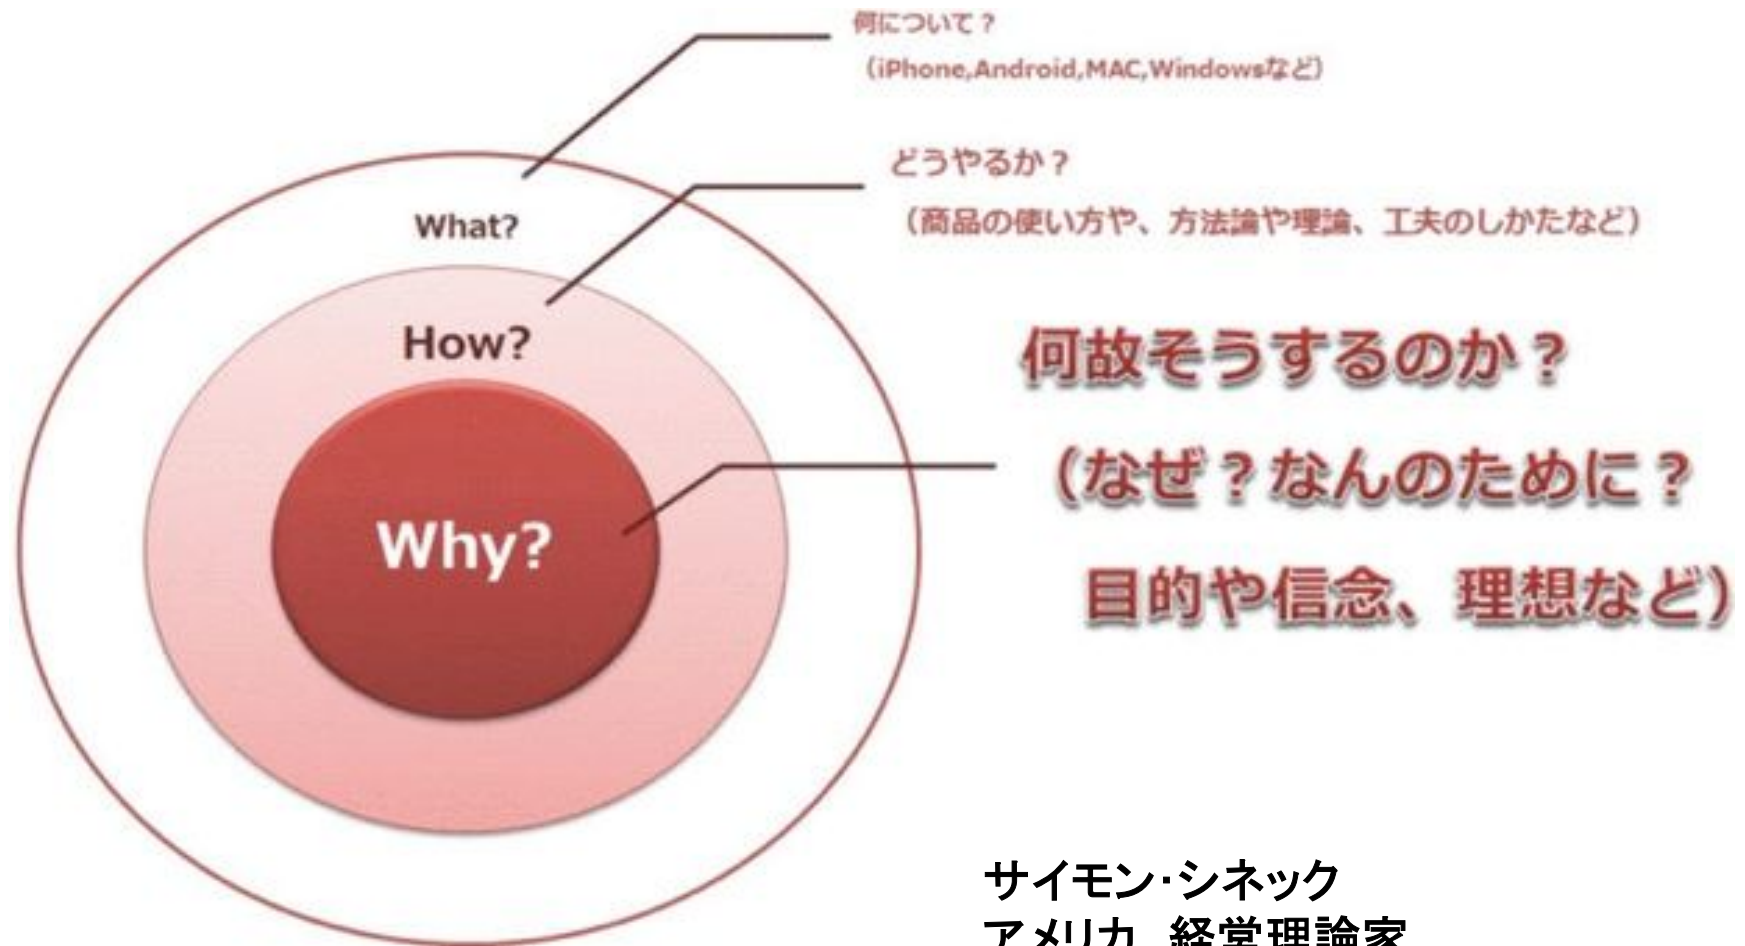 何について？
（iPhone,Android,MAC,Windowsなど）
どうやるか？
（商品の使い方や、方法論や理論、工夫のしかたなど）
What?
How?
何故そうするのか？
（なぜ？なんのために？
目的や信念、理想など）
Why?
サイモン・シネック
アメリカ 経営理論家